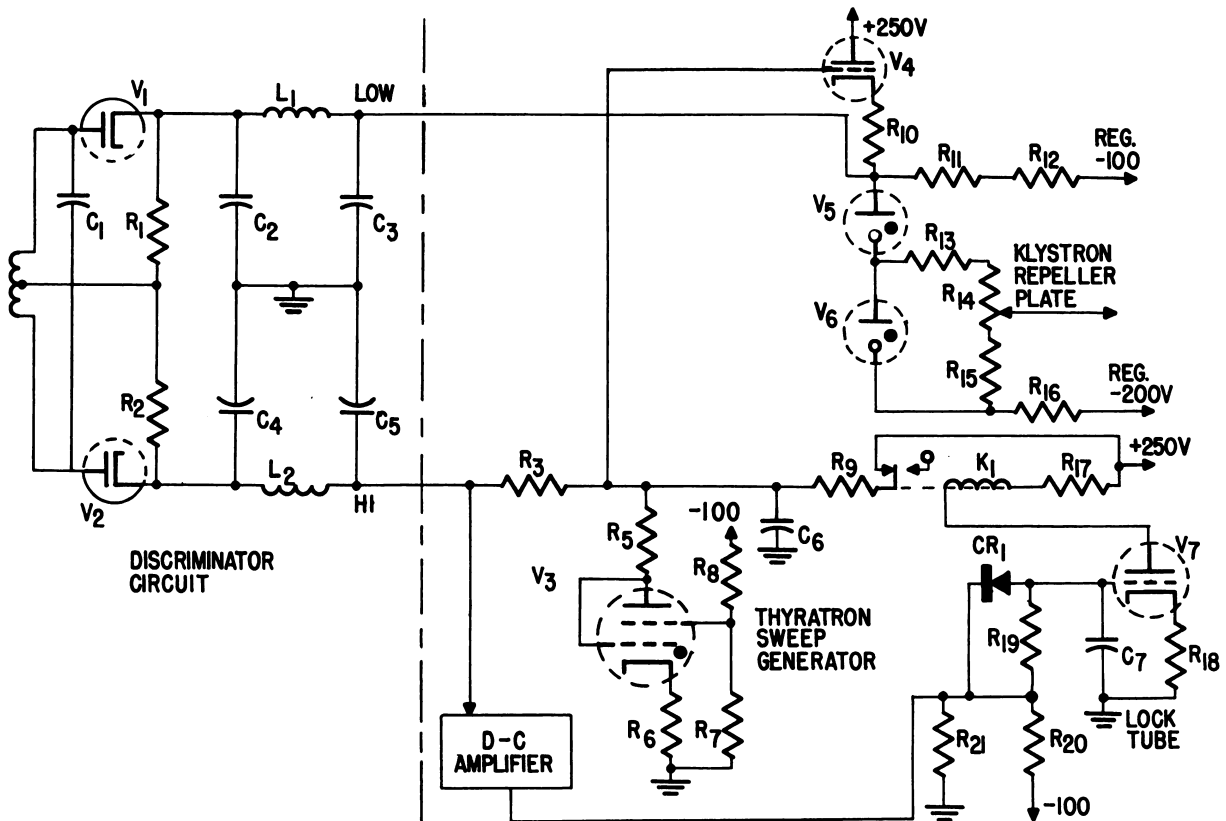 +250V
V4
V1
L1
LOW
R10
REG.
-100
R11
R12
C1
R1
C2
C3
V5
R13
KLYSTRON
REPELLER
PLATE
R14
V6
R15
REG.
-200V
R16
R2
C4
C5
+250V
R3
R9
K1
R17
L2
HI
V2
-100
C6
DISCRIMINATOR
CIRCUIT
R5
R8
CR1
V7
V3
THYRATRON
SWEEP
GENERATOR
R19
C7
R18
R6
R7
LOCK
TUBE
D-C
AMPLIFIER
R21
R20
-100